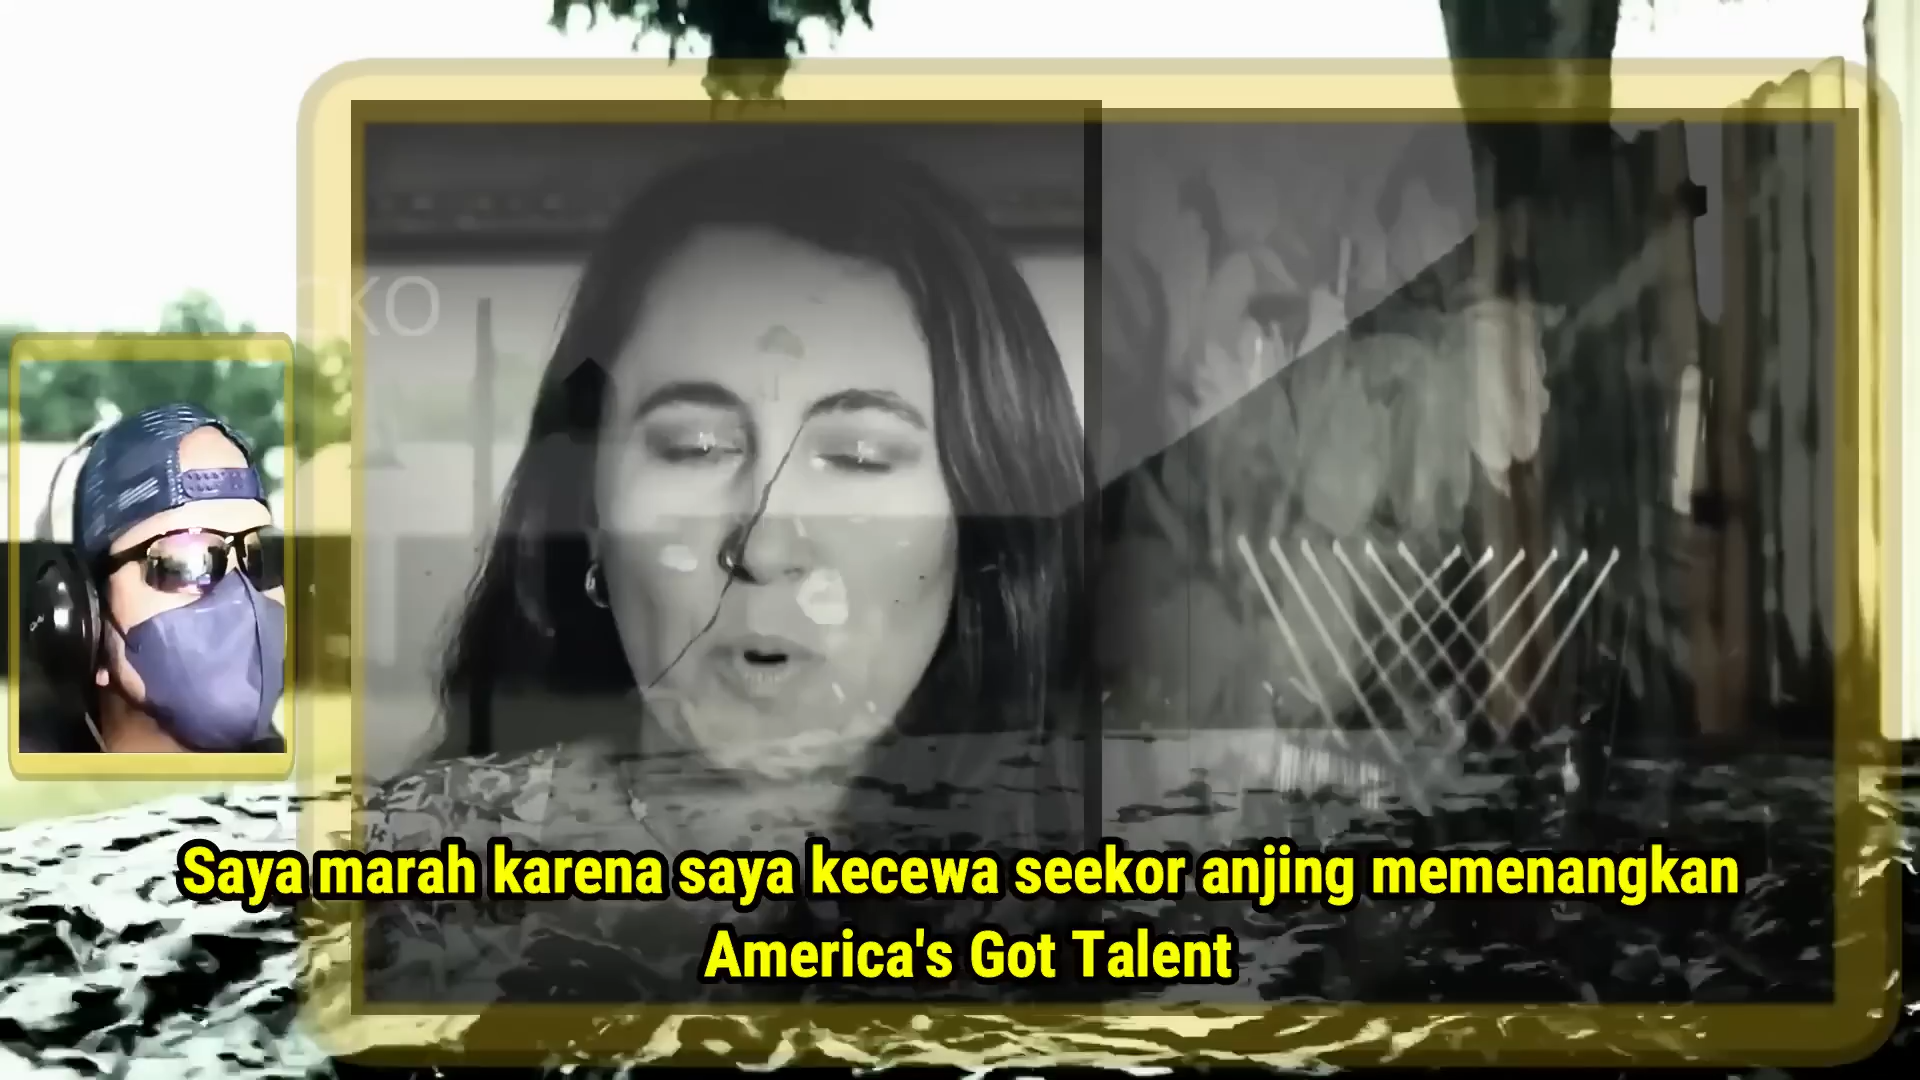 Saya marah karena saya kecewa seekor anjing memenangkan
America's Got Talent